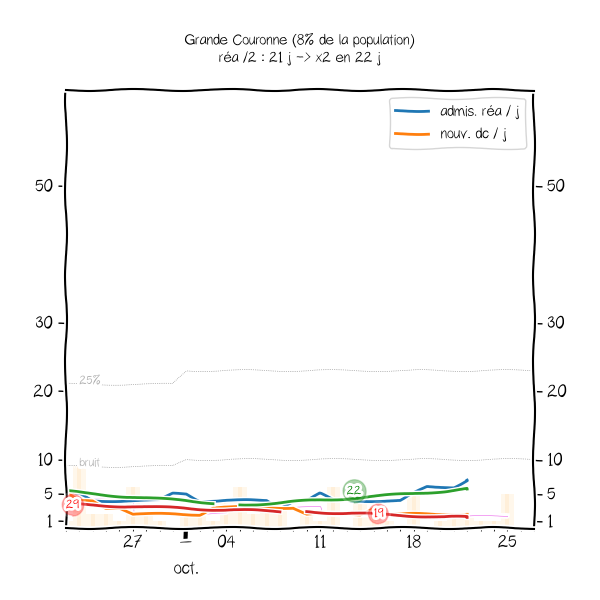 Grande Couronne (8% de la population)
réa /2 : 21 j -> x2 en 22 j
admis. réa / j
nouv. dc / j
50 50
30 30
25%
20 20
bruit
10 10
5 22 5
29 19
1 1
27 04 11 18 25
oct.